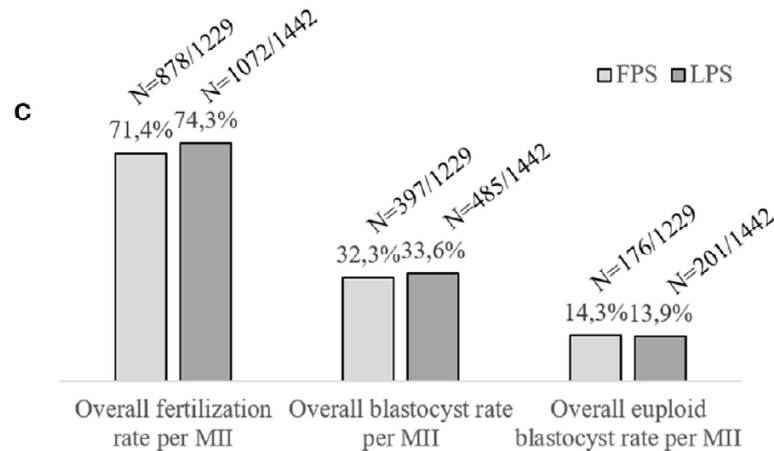 C
FPS LPS
N=878/1229
N=1072/1442
71,4% 74,3%
N=397/1229
N=485/1442
32,3% 33,6%
N=176/1229
N=201/1442
14,3% 13,9%
Overall fertilization
rate per MII
Overall blastocyst rate
per MII
Overall euploid
blastocyst rate per MII